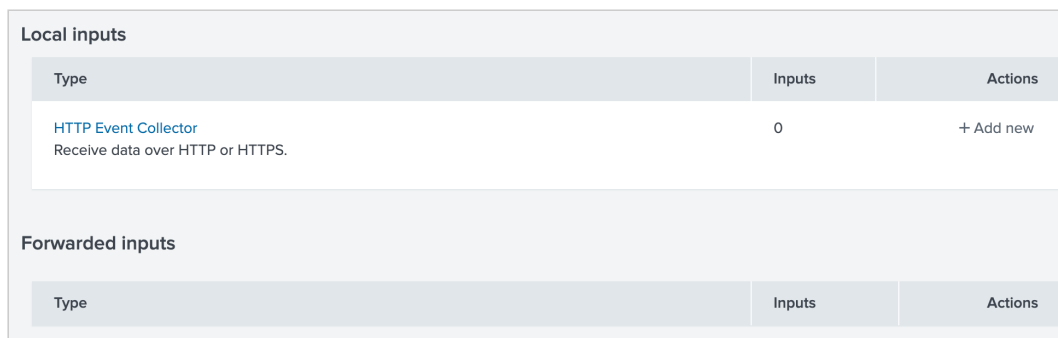 Local inputs
Type Inputs Actions
HTTP Event Collector 0 + Add new
Receive data over HTTP or HTTPS.
Forwarded inputs
Type Inputs Actions